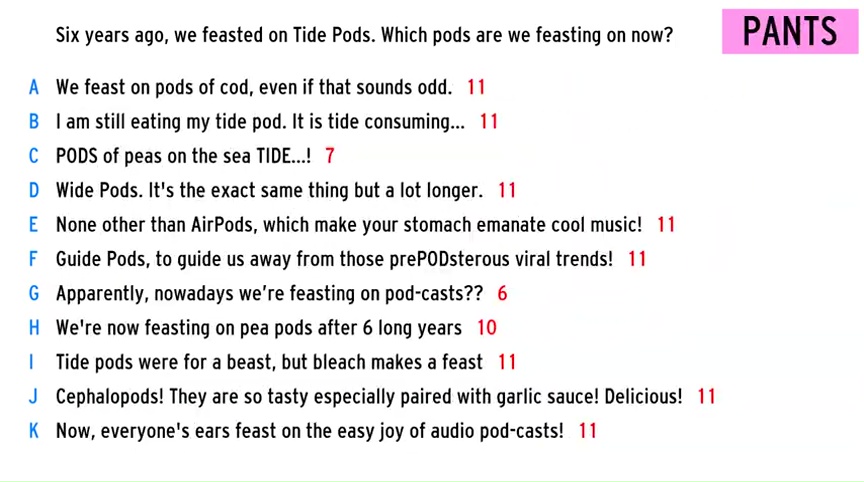 Six years ago, we feasted on Tide Pods. Which pods are we feasting on now? PANTS
A We feast on pods of cod, even if that sounds odd. 11
B I am still eating my tide pod. It is tide consuming... 11
C PODS of peas on the sea TIDE...! 7
D Wide Pods. It's the exact same thing but a lot longer. 11
E None other than AirPods, which make your stomach emanate cool music! 11
F Guide Pods, to guide us away from those prePODsterous viral trends! 11
G Apparently, nowadays we're feasting on pod-casts?? 6
H We're now feasting on pea pods after 6 long years 10
I Tide pods were for a beast, but bleach makes a feast 11
J Cephalopods! They are so tasty especially paired with garlic sauce! Delicious! 11
K Now, everyone's ears feast on the easy joy of audio pod-casts! 11